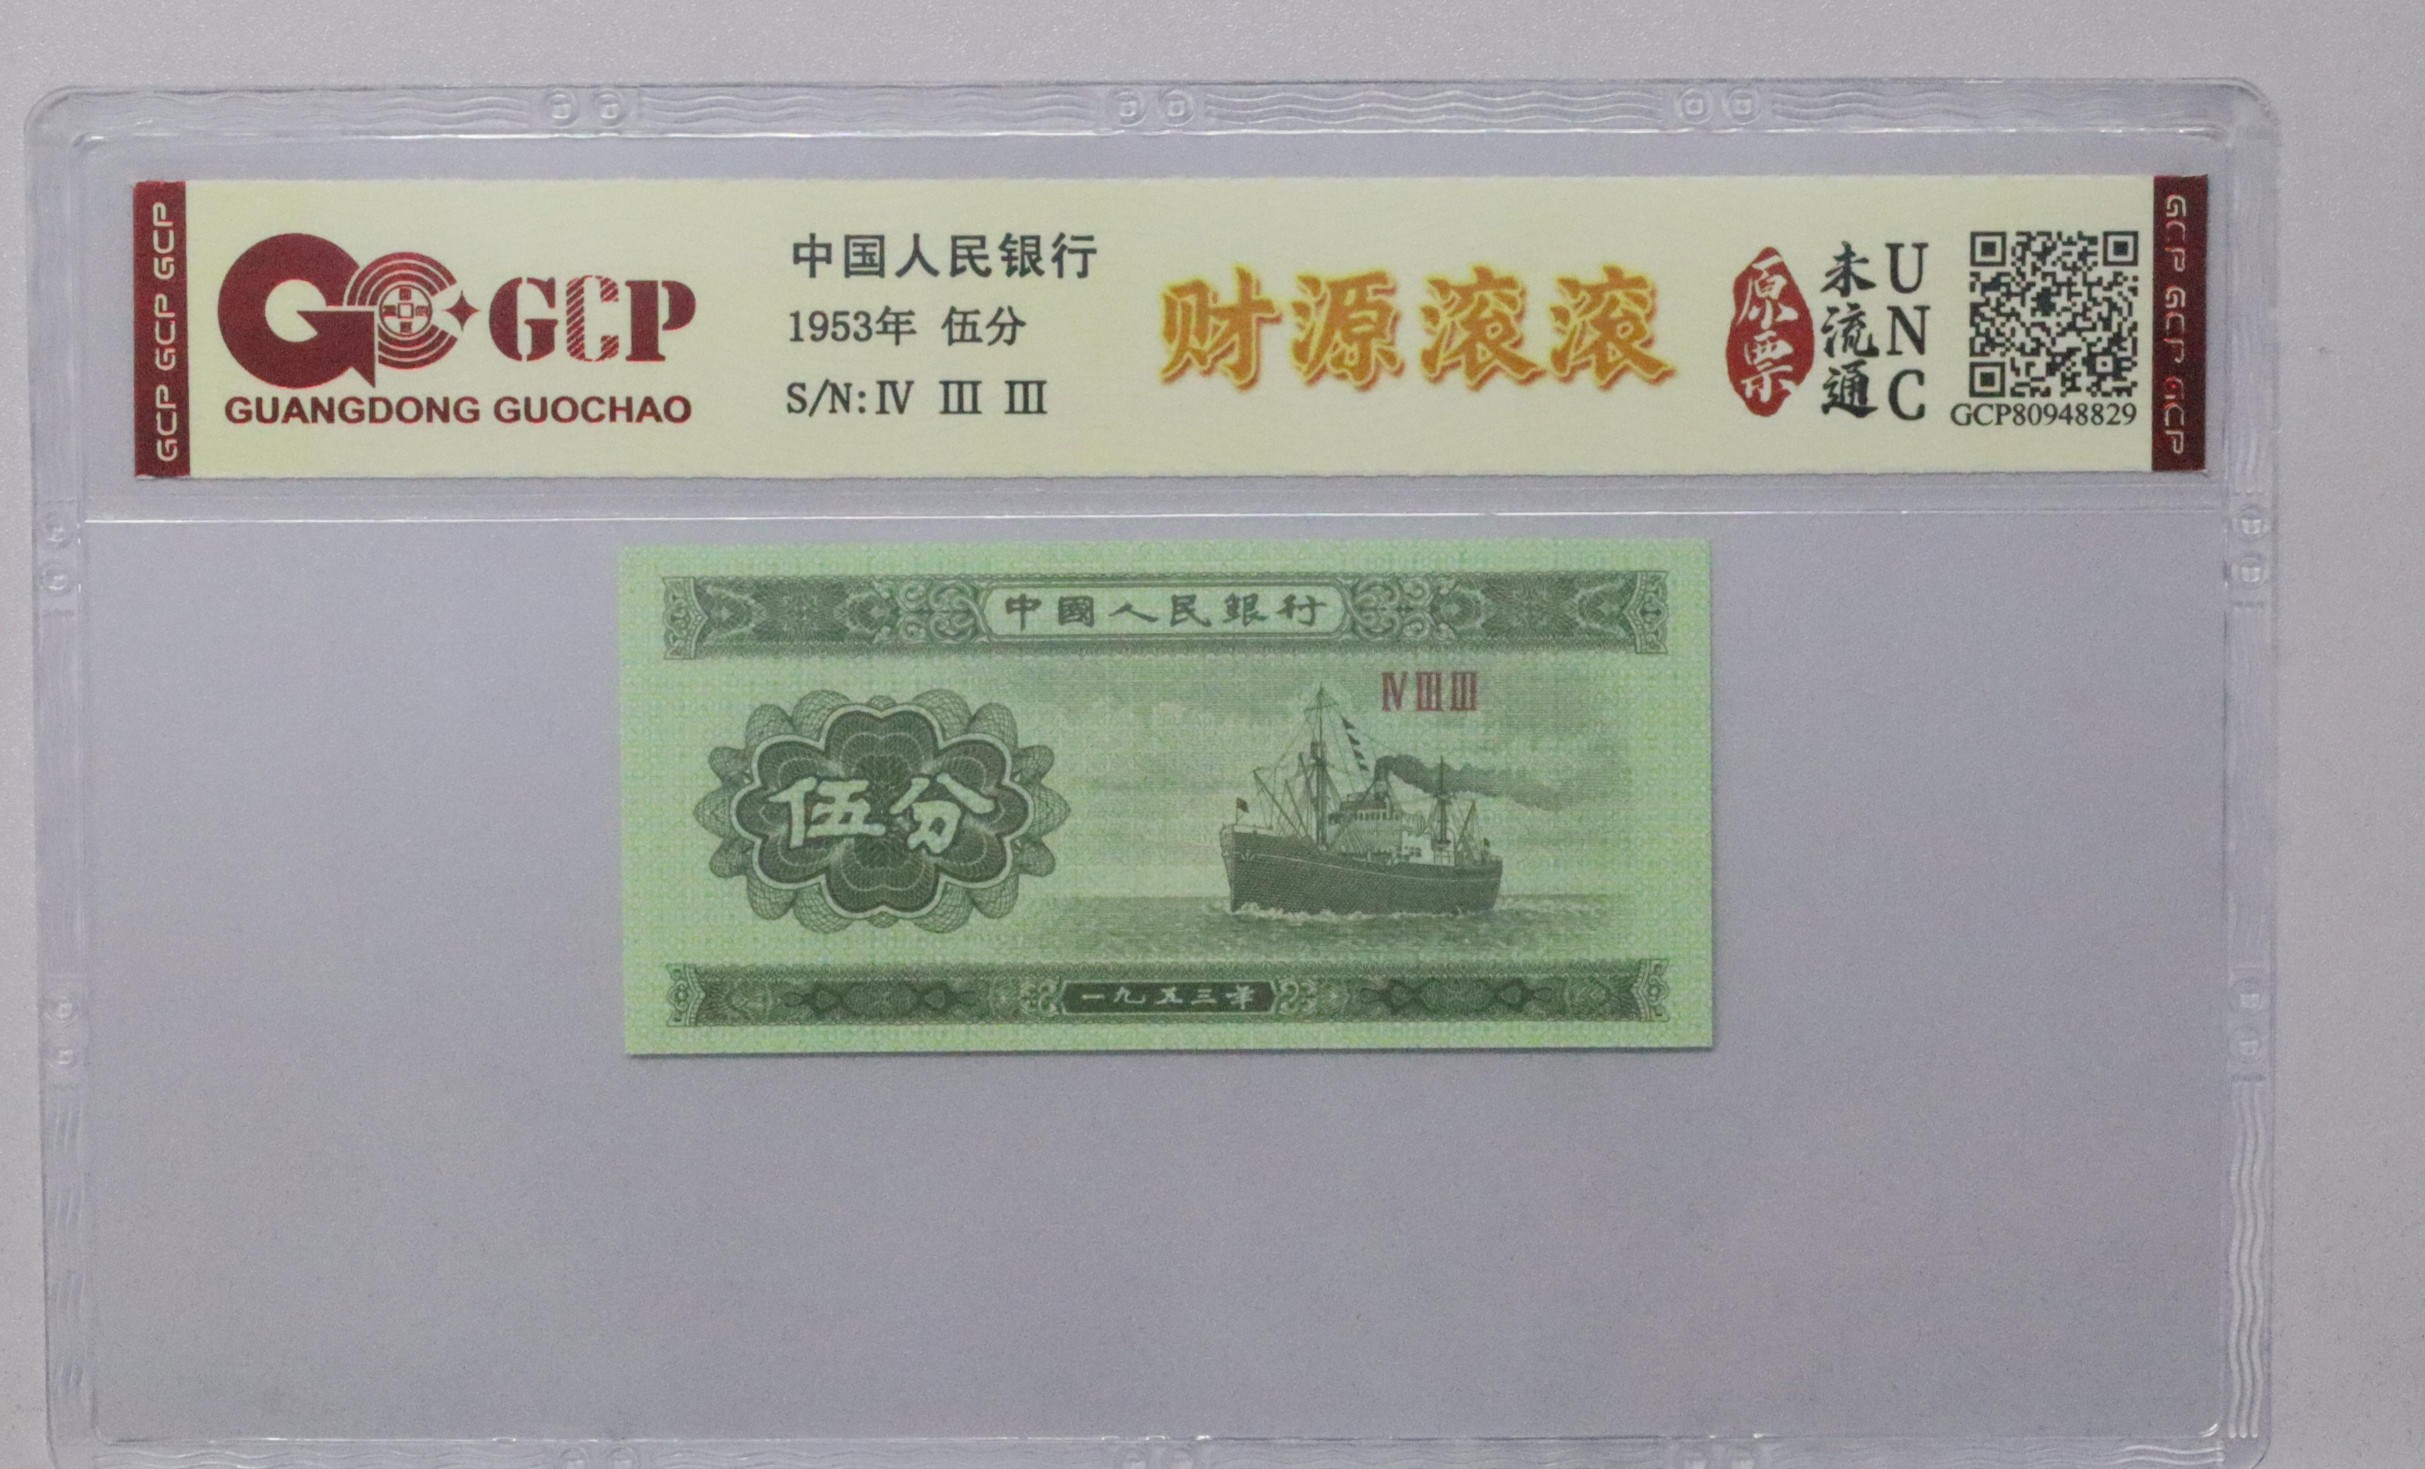 GCP GCP GCP
GCP
GUANGDONG GUOCHAO
中国人民银行
1953年 伍分
S/N: Ⅳ Ⅲ Ⅲ
财源滚滚
原票
未流通
UNC
GCP80948829
GCP GCP GCP
中國人民銀行
ⅣⅢⅢ
伍分
一九五三年